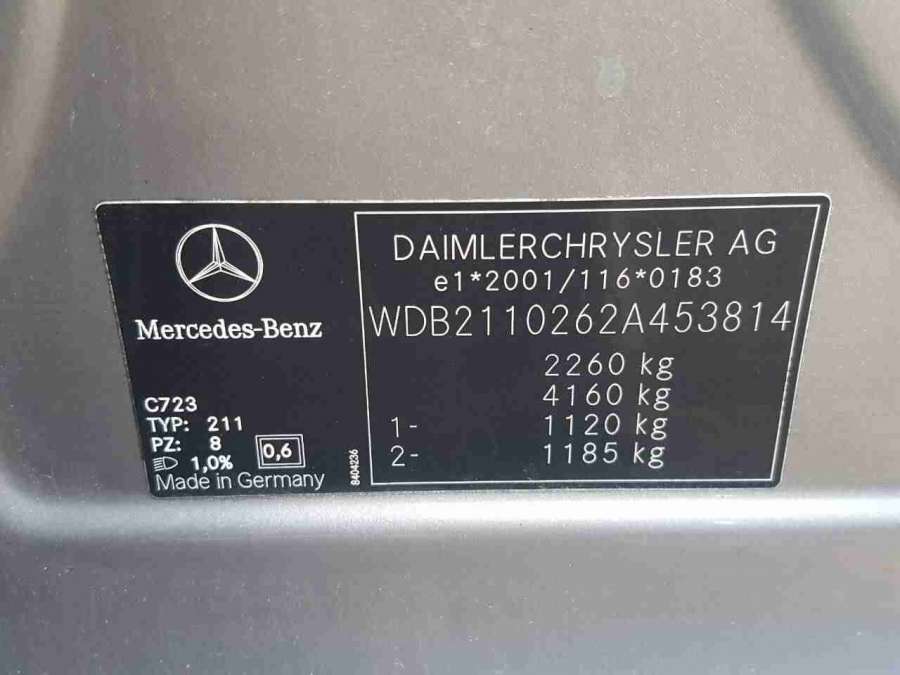 Mercedes-Benz
C723
TYP: 211
PZ: 8
1,0%
0,6
Made in Germany
8404236
DAIMLERCHRYSLER AG
e1*2001/116*0183
WDB2110262A453814
2260 kg
4160 kg
1- 1120 kg
2- 1185 kg